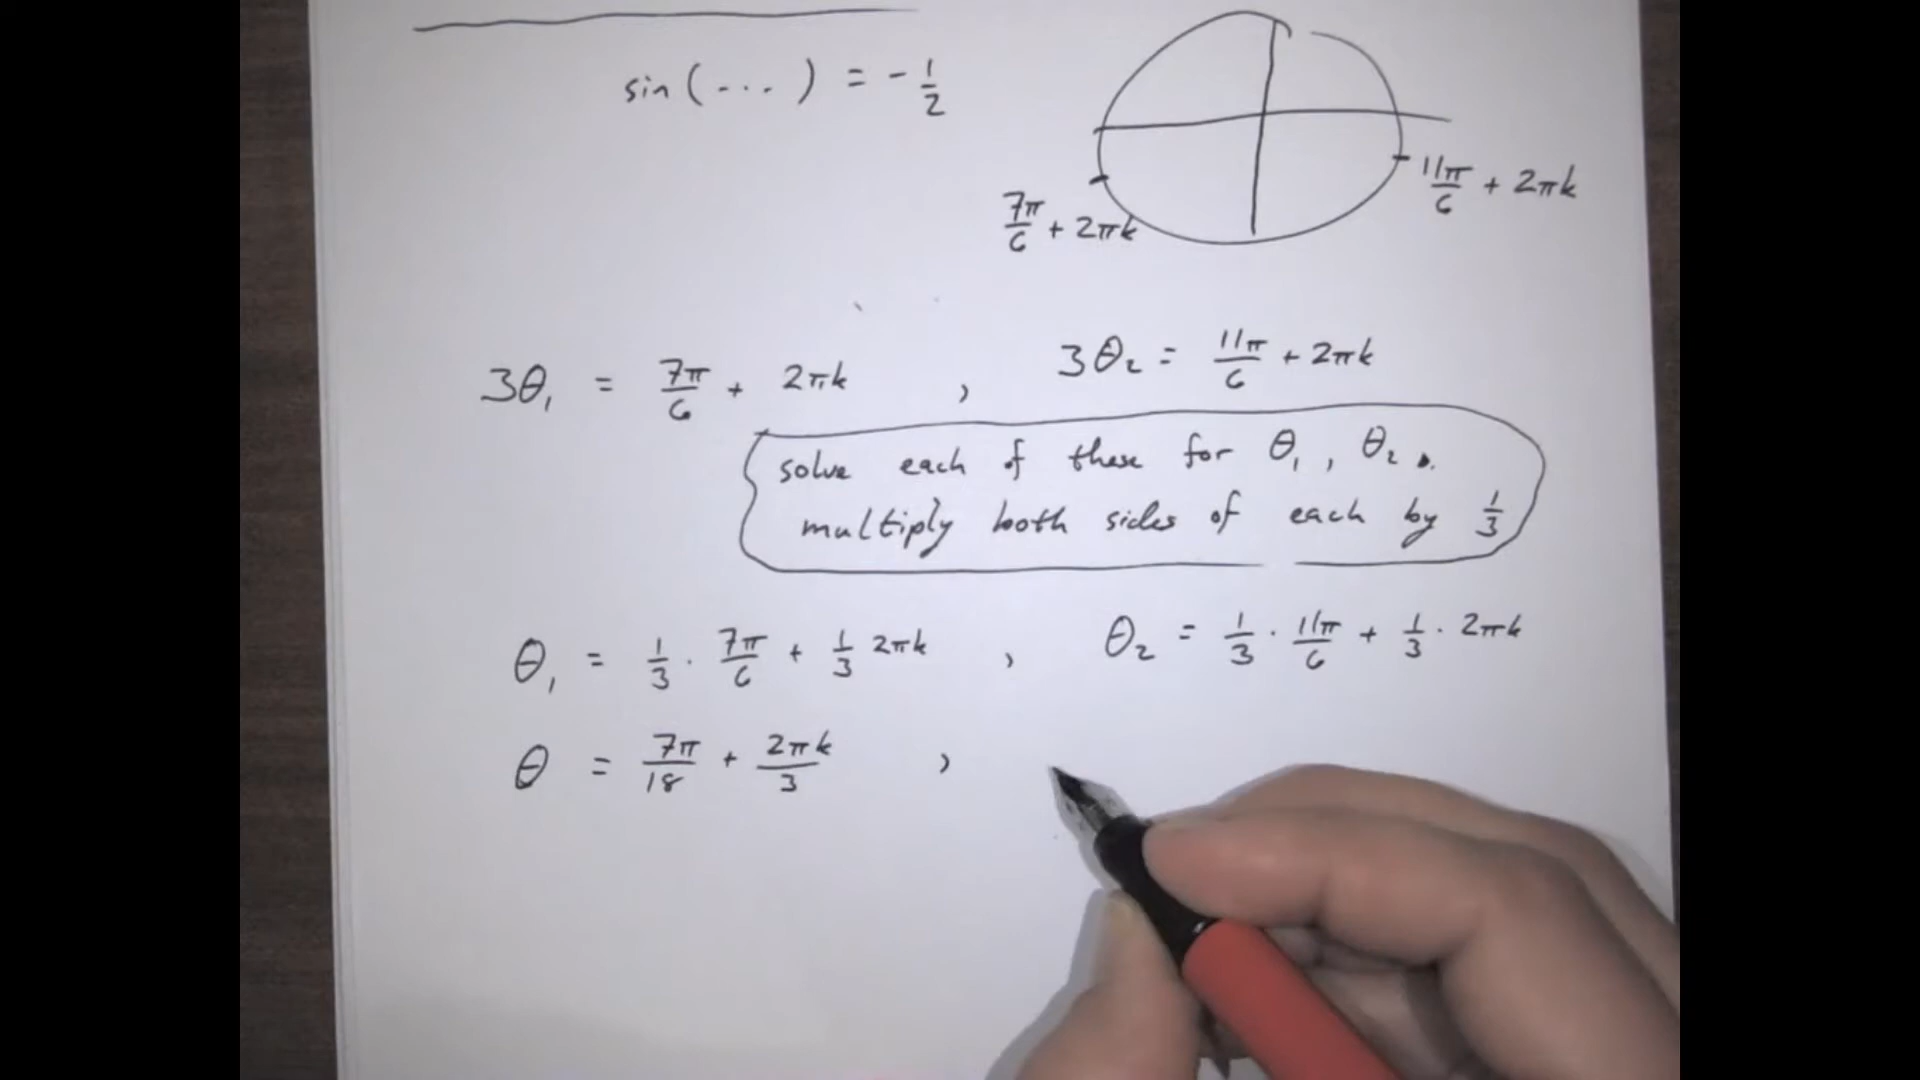 sin(...) = -1/2
11π/6 + 2πk
7π/6 + 2πk
3θ₁ = 7π/6 + 2πk , 3θ₂ = 11π/6 + 2πk
solve each of these for θ₁, θ₂.
multiply both sides of each by 1/3
θ₁ = 1/3 · 7π/6 + 1/3 2πk , θ₂ = 1/3 · 11π/6 + 1/3 · 2πk
θ = 7π/18 + 2πk/3 ,